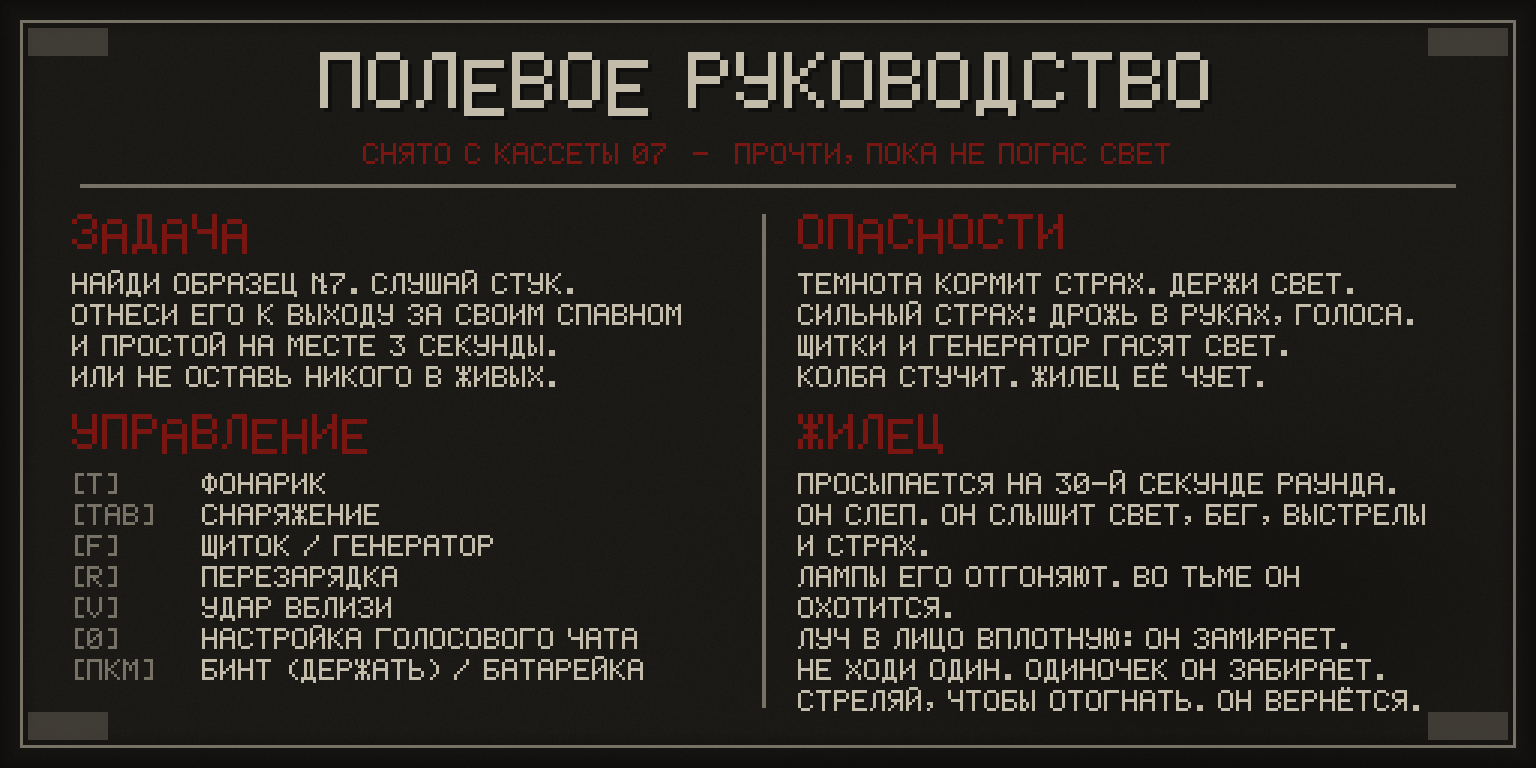 ПОЛЕВОЕ РУКОВОДСТВО
СНЯТО С КАССЕТЫ 07 — ПРОЧТИ, ПОКА НЕ ПОГАС СВЕТ
ЗАДАЧА
НАЙДИ ОБРАЗЕЦ №7. СЛУШАЙ СТУК.
ОТНЕСИ ЕГО К ВЫХОДУ ЗА СВОИМ СПАВНОМ
И ПРОСТОЙ НА МЕСТЕ 3 СЕКУНДЫ.
ИЛИ НЕ ОСТАВЬ НИКОГО В ЖИВЫХ.
УПРАВЛЕНИЕ
[T] ФОНАРИК
[TAB] СНАРЯЖЕНИЕ
[F] ЩИТОК / ГЕНЕРАТОР
[R] ПЕРЕЗАРЯДКА
[V] УДАР ВБЛИЗИ
[0] НАСТРОЙКА ГОЛОСОВОГО ЧАТА
[ПКМ] БИНТ (ДЕРЖАТЬ) / БАТАРЕЙКА
ОПАСНОСТИ
ТЕМНОТА КОРМИТ СТРАХ. ДЕРЖИ СВЕТ.
СИЛЬНЫЙ СТРАХ: ДРОЖЬ В РУКАХ, ГОЛОСА.
ЩИТКИ И ГЕНЕРАТОР ГАСЯТ СВЕТ.
КОЛБА СТУЧИТ. ЖИЛЕЦ ЕЁ ЧУЕТ.
ЖИЛЕЦ
ПРОСЫПАЕТСЯ НА 30-Й СЕКУНДЕ РАУНДА.
ОН СЛЕП. ОН СЛЫШИТ СВЕТ, БЕГ, ВЫСТРЕЛЫ
И СТРАХ.
ЛАМПЫ ЕГО ОТГОНЯЮТ. ВО ТЬМЕ ОН
ОХОТИТСЯ.
ЛУЧ В ЛИЦО ВПЛОТНУЮ: ОН ЗАМИРАЕТ.
НЕ ХОДИ ОДИН. ОДИНОЧЕК ОН ЗАБИРАЕТ.
СТРЕЛЯЙ, ЧТОБЫ ОТОГНАТЬ. ОН ВЕРНЁТСЯ.